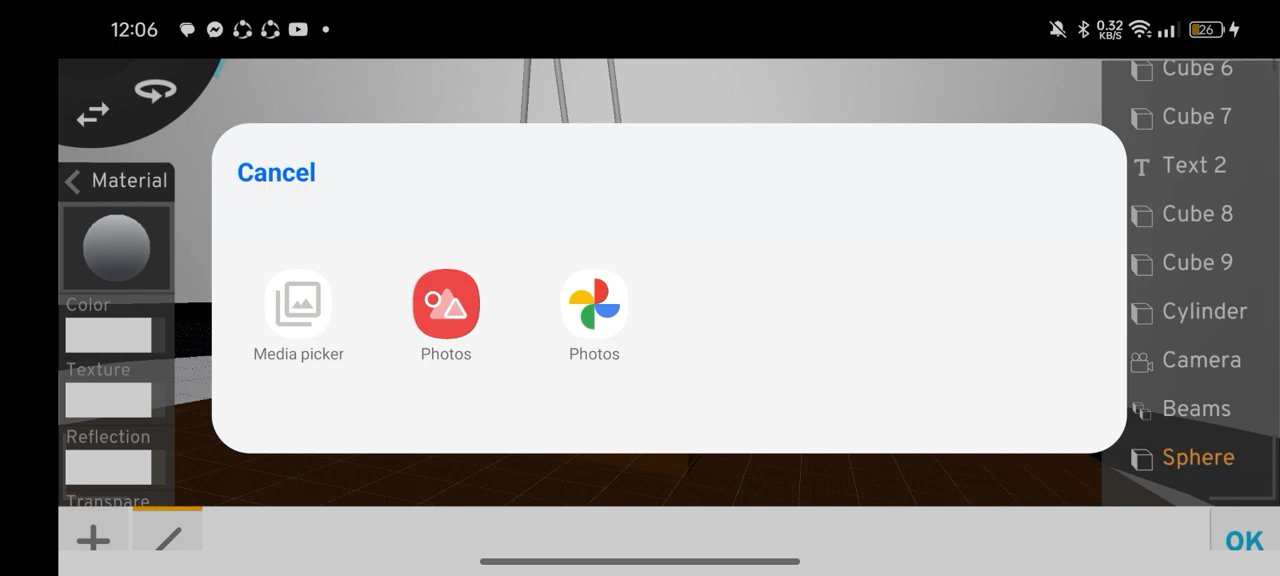 12:06
0.32
KB/S
26
Material
Color
Texture
Reflection
Transpare
Cancel
Media picker
Photos
Photos
Cube 6
Cube 7
Text 2
Cube 8
Cube 9
Cylinder
Camera
Beams
Sphere
OK